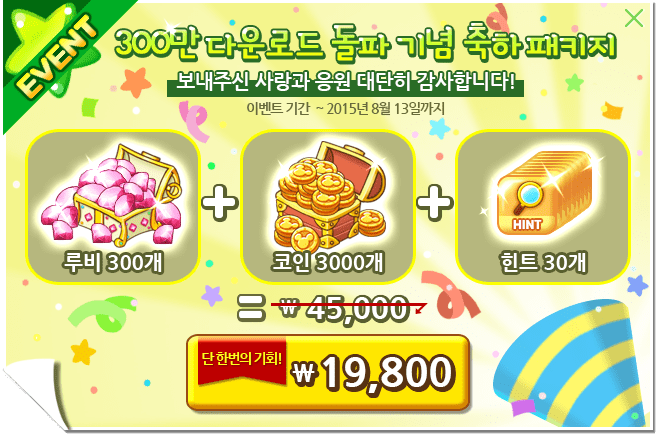 EVENT
300만 다운로드 돌파 기념 축하 패키지
보내주신 사랑과 응원 대단히 감사합니다!
이벤트 기간 ~ 2015년 8월 13일까지
HINT
루비 300개 + 코인 3000개 + 힌트 30개
= ₩ 45,000
단 한번의 기회! ₩ 19,800